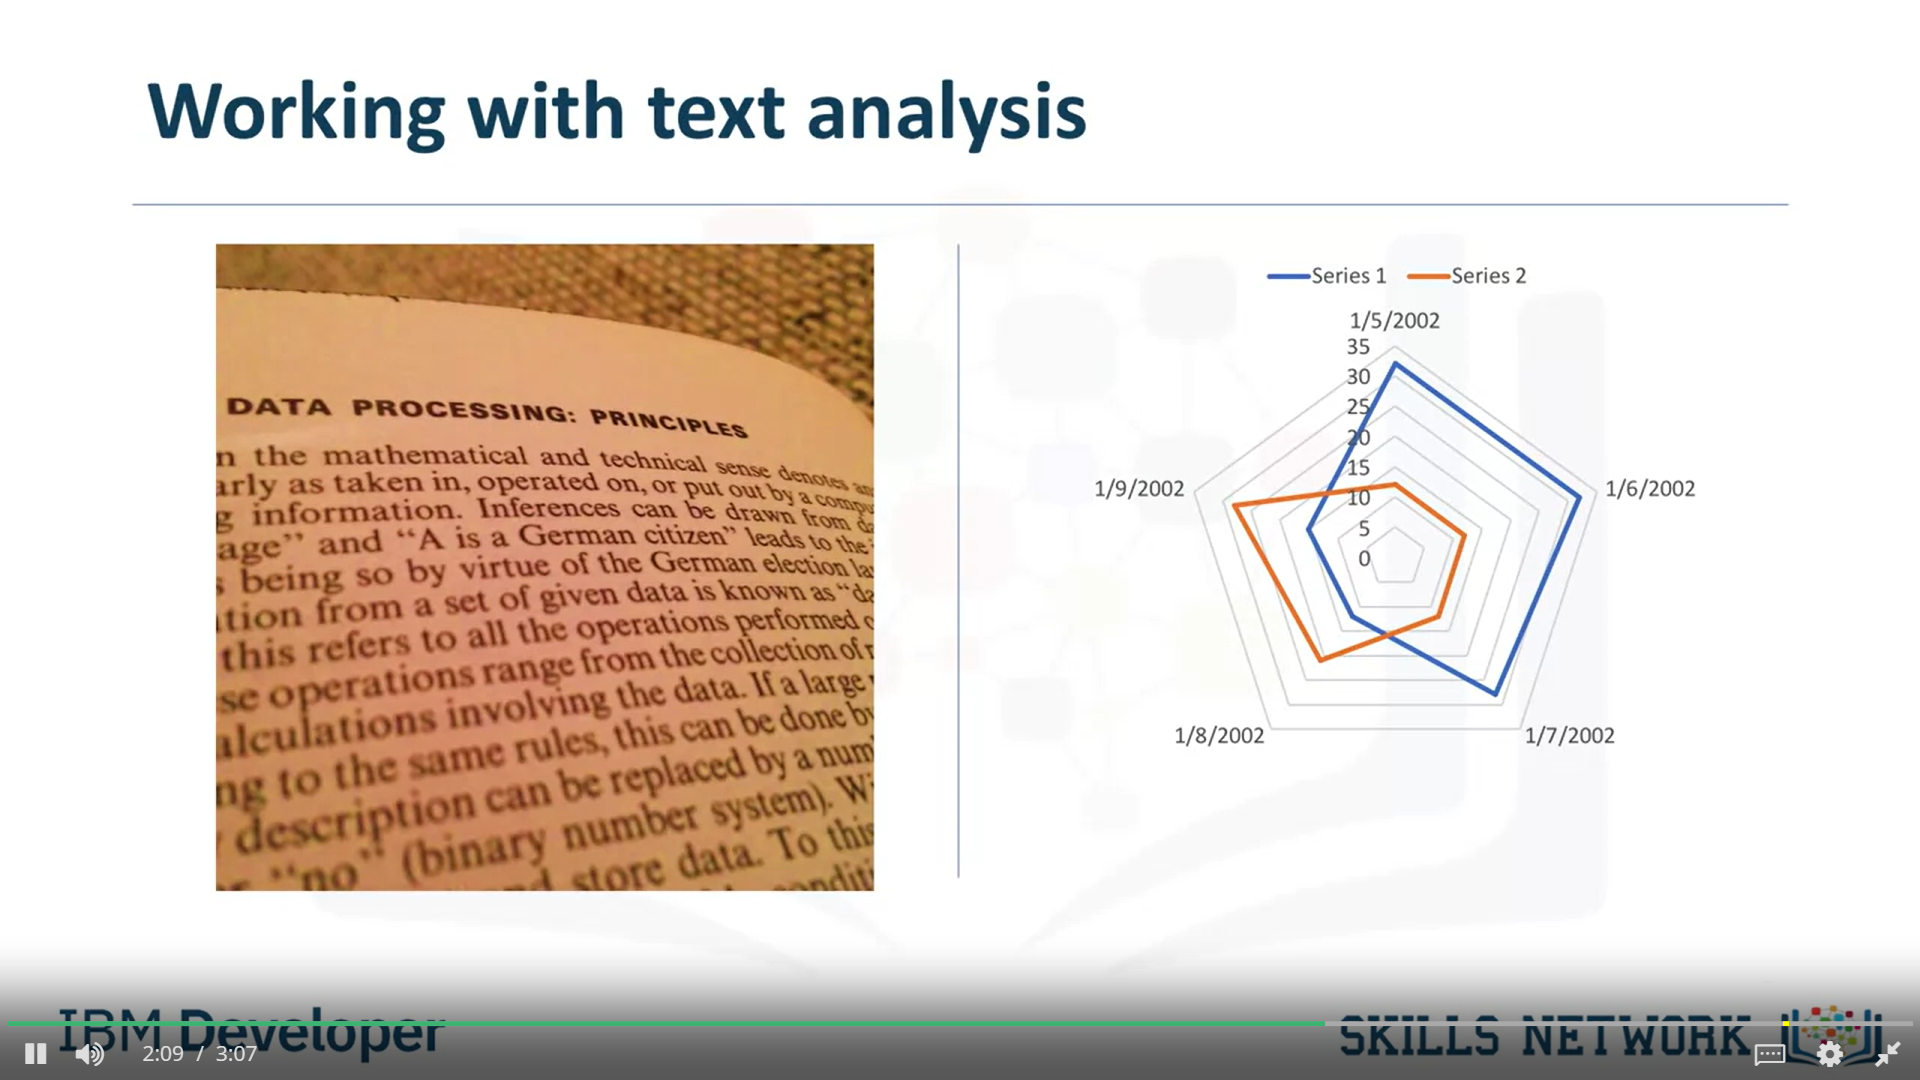 Working with text analysis
DATA PROCESSING: PRINCIPLES
n the mathematical and technical sense denotes
arly as taken in, operated on, or put out by a
g information. Inferences can be drawn from
age” and “A is a German citizen” leads to the
being so by virtue of the German election
tion from a set of given data is known as
this refers to all the operations performed
se operations range from the collection of
alculations involving the data. If a large
ng to the same rules, this can be done by
description can be replaced by a num
“no” (binary number system).
store data. To this
Series 1 Series 2
1/5/2002
35
30
25
20
15
10
5
0
1/9/2002
1/6/2002
1/8/2002
1/7/2002
IBM Developer
SKILLS NETWORK
2:09 / 3:07